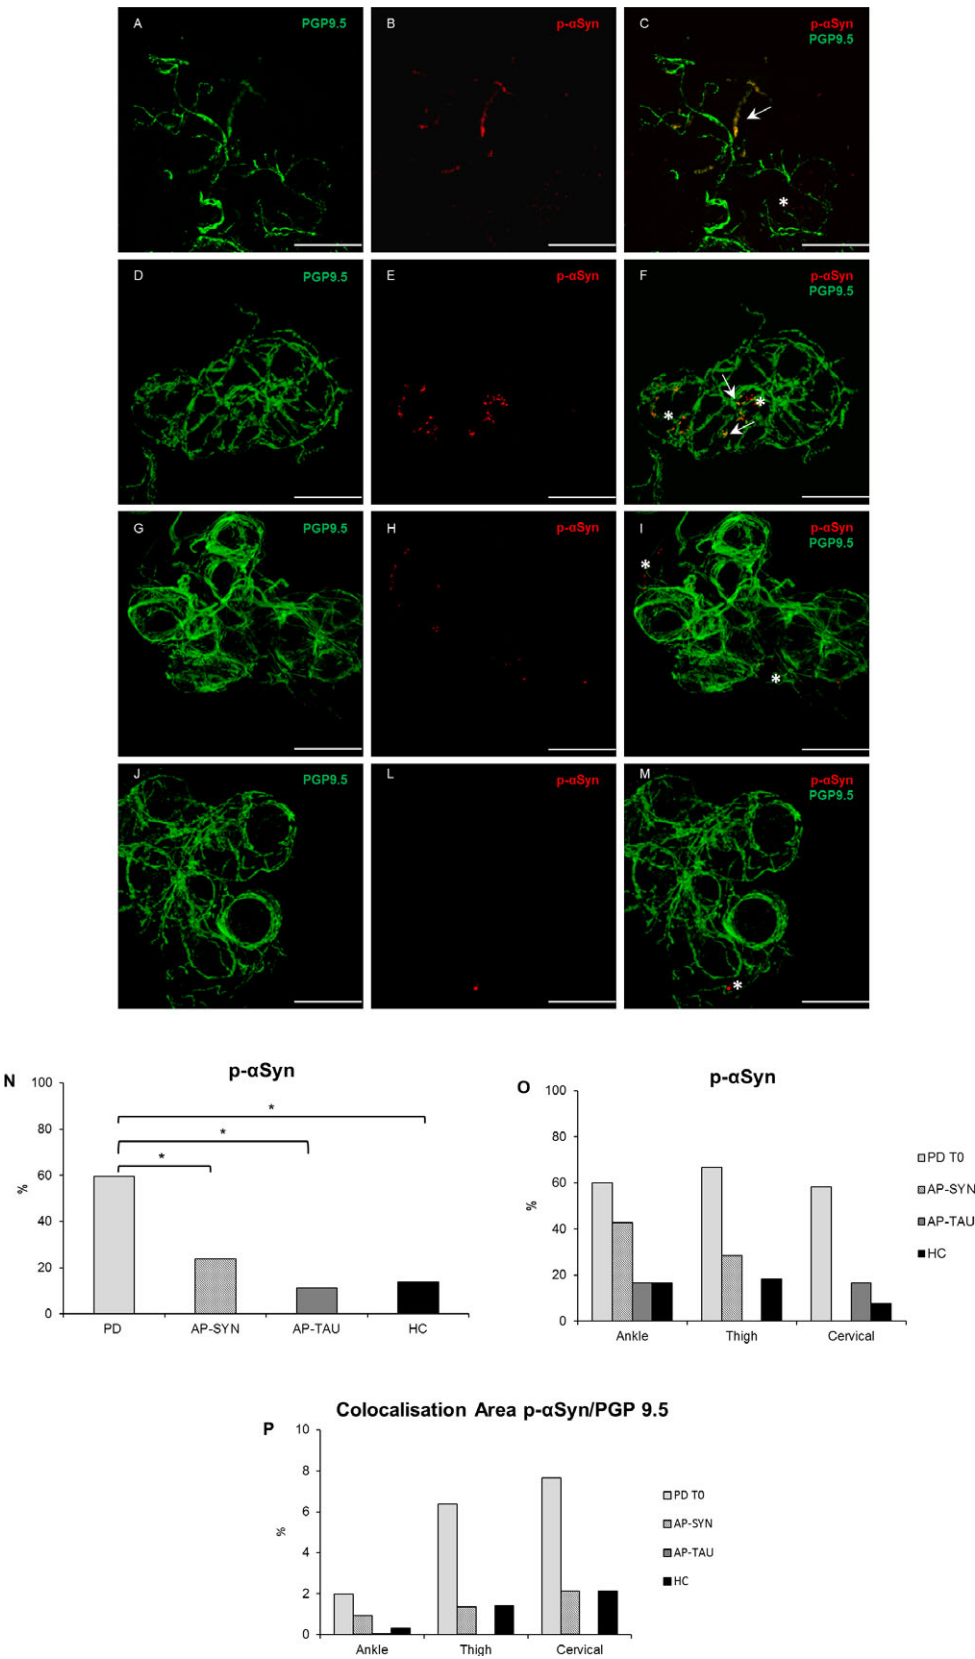 A PGP9.5 B p-αSyn C p-αSyn
PGP9.5
D PGP9.5 E p-αSyn F p-αSyn
PGP9.5
*
*
*
G PGP9.5 H p-αSyn I p-αSyn
PGP9.5
*
*
J PGP9.5 L p-αSyn M p-αSyn
PGP9.5
*
N p-αSyn
100
80
60
40
20
0
%
*
*
*
PD AP-SYN AP-TAU HC
O p-αSyn
100
80
60
40
20
0
%
Ankle Thigh Cervical
PD T0
AP-SYN
AP-TAU
HC
P Colocalisation Area p-αSyn/PGP 9.5
10
8
6
4
2
0
%
Ankle Thigh Cervical
PD T0
AP-SYN
AP-TAU
HC